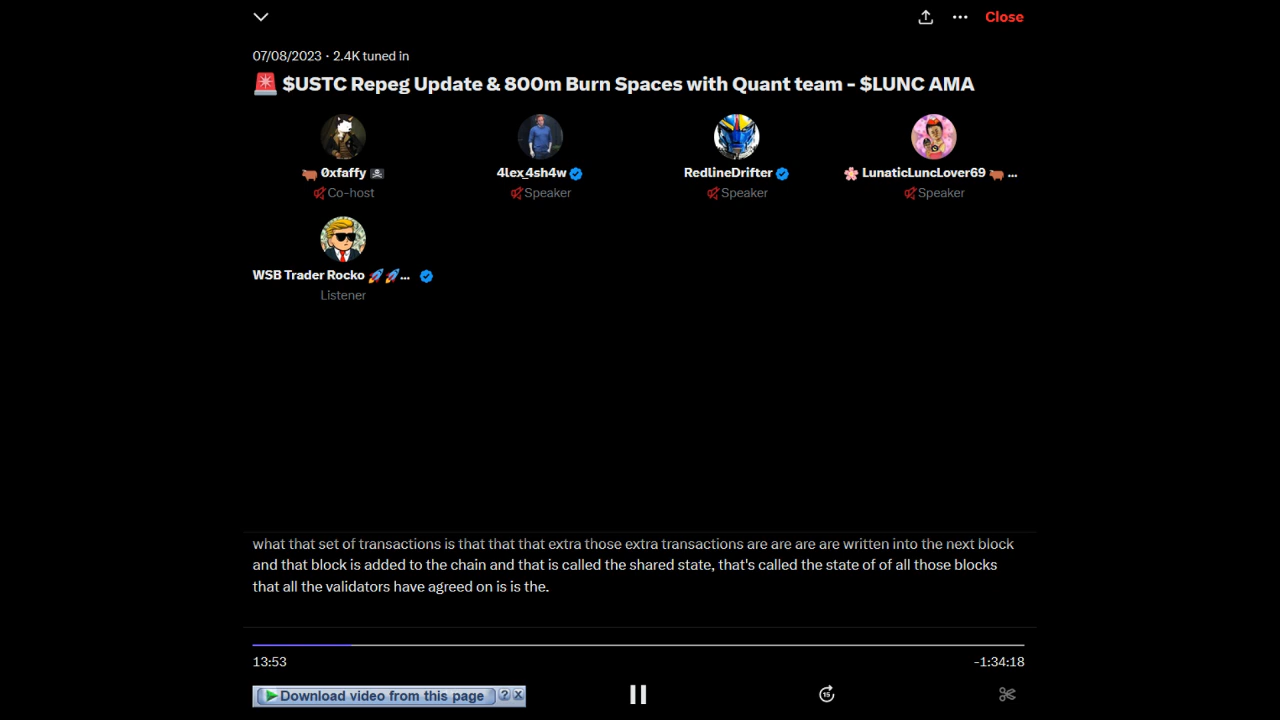 Close
07/08/2023 · 2.4K tuned in
🚨 $USTC Repeg Update & 800m Burn Spaces with Quant team - $LUNC AMA
🐂 0xfaffy ☠ 4lex_4sh4w RedlineDrifter 🌸 LunaticLuncLover69 🐂 ...
Co-host Speaker Speaker Speaker
WSB Trader Rocko 🚀🚀...
Listener
what that set of transactions is that that that extra those extra transactions are are are are written into the next block
and that block is added to the chain and that is called the shared state, that's called the state of of all those blocks
that all the validators have agreed on is is the.
13:53 -1:34:18
Download video from this page ? x 15